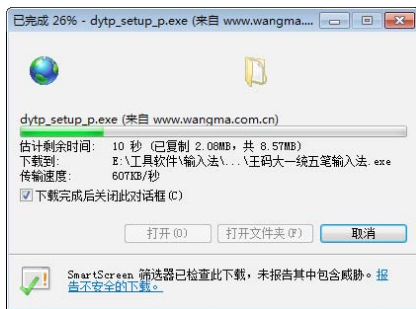 已完成 26% - dytp_setup_p.exe (来自 www.wangma....
dytp_setup_p.exe (来自 www.wangma.com.cn)
估计剩余时间: 10 秒 (已复制 2.08MB，共 8.57MB)
下载到: E:\工具软件\输入法\...\王码大一统五笔输入法.exe
传输速度: 607KB/秒
下载完成后关闭此对话框(C)
打开(O) 打开文件夹(F) 取消
SmartScreen 筛选器已检查此下载，未报告其中包含威胁。报
告不安全的下载。